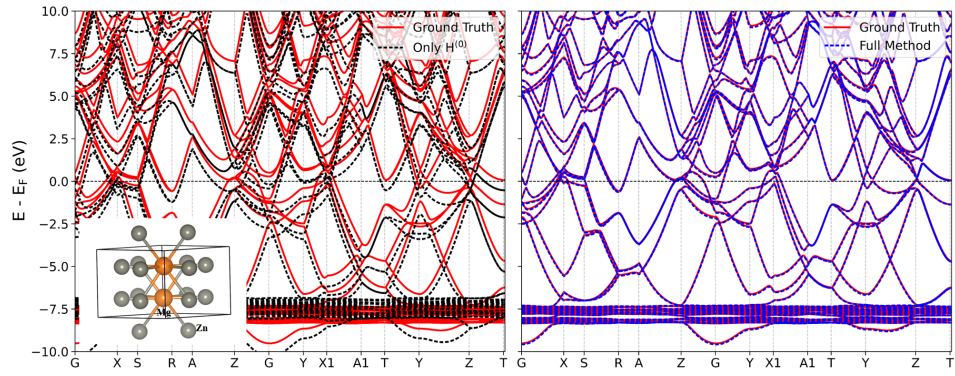 10.0
7.5
5.0
2.5
0.0
−2.5
−5.0
−7.5
−10.0
E - E_F (eV)
Ground Truth
Only H^(0)
Mg
Zn
G X S R A Z G Y X1 A1 T Y Z T
Ground Truth
Full Method
G X S R A Z G Y X1 A1 T Y Z T